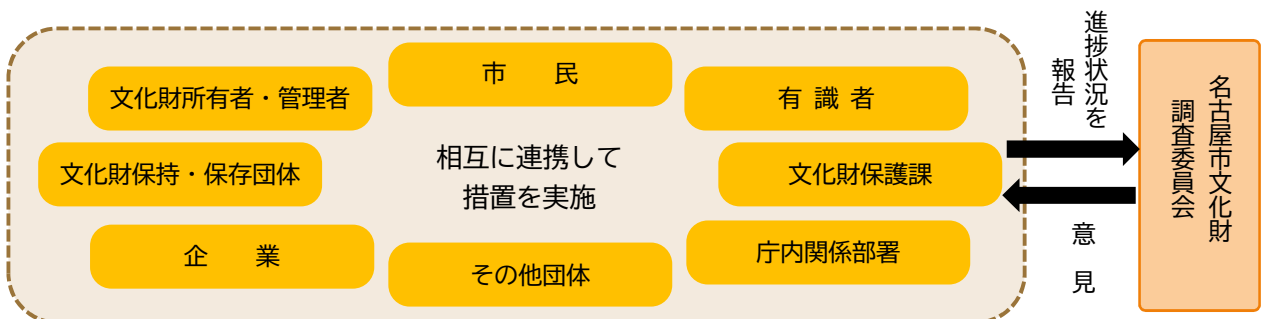 市　　民
文化財所有者・管理者
有 識 者
文化財保持・保存団体
相互に連携して
措置を実施
文化財保護課
企　　業
その他団体
庁内関係部署
進捗状況を
報告
意　見
名古屋市文化財
調査委員会